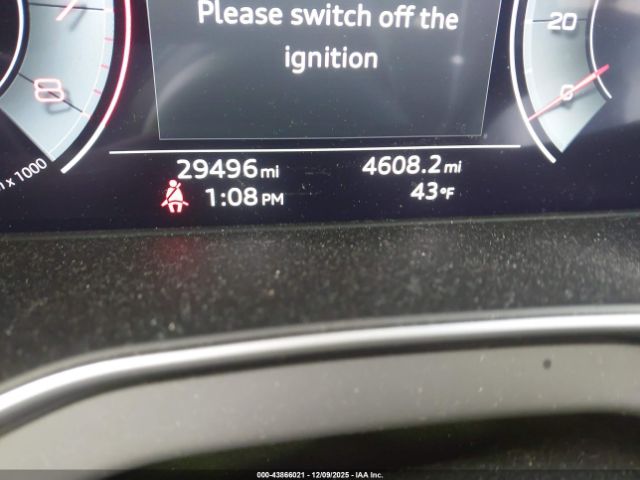 Please switch off the
ignition
7
8
x 1000
20
0
29496 mi
4608.2 mi
1:08 PM
43°F
000-43866021 - 12/09/2025 - IAA Inc.